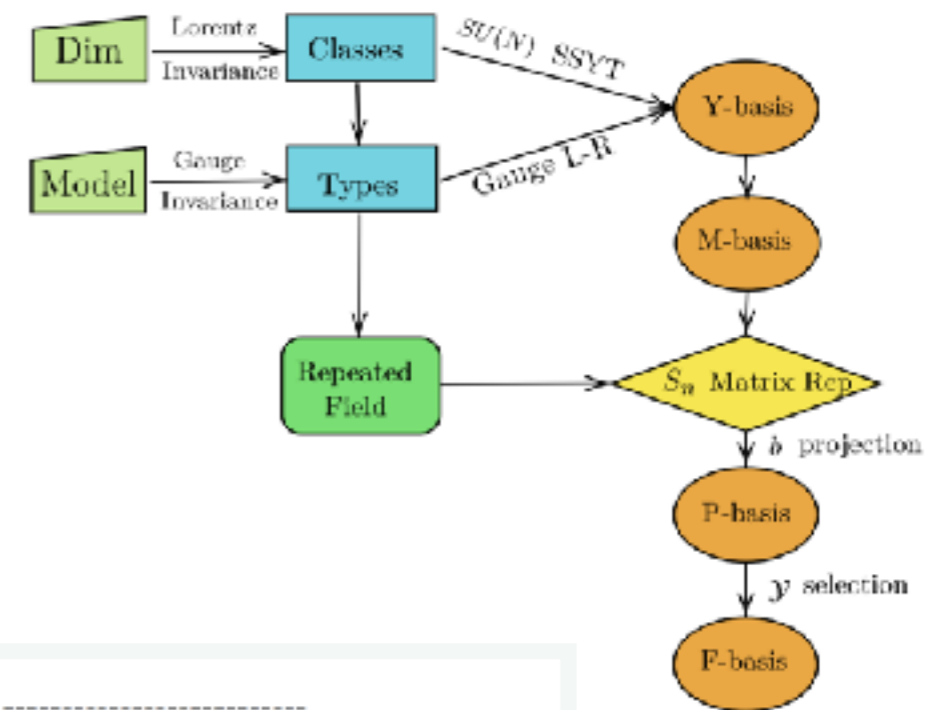 Dim
Lorentz
Invariance
Classes
SU(N) SSYT
Y-basis
Model
Gauge
Invariance
Types
Gauge L-R
M-basis
Repeated
Field
Sₙ Matrix Rep
b projection
P-basis
𝒴 selection
F-basis